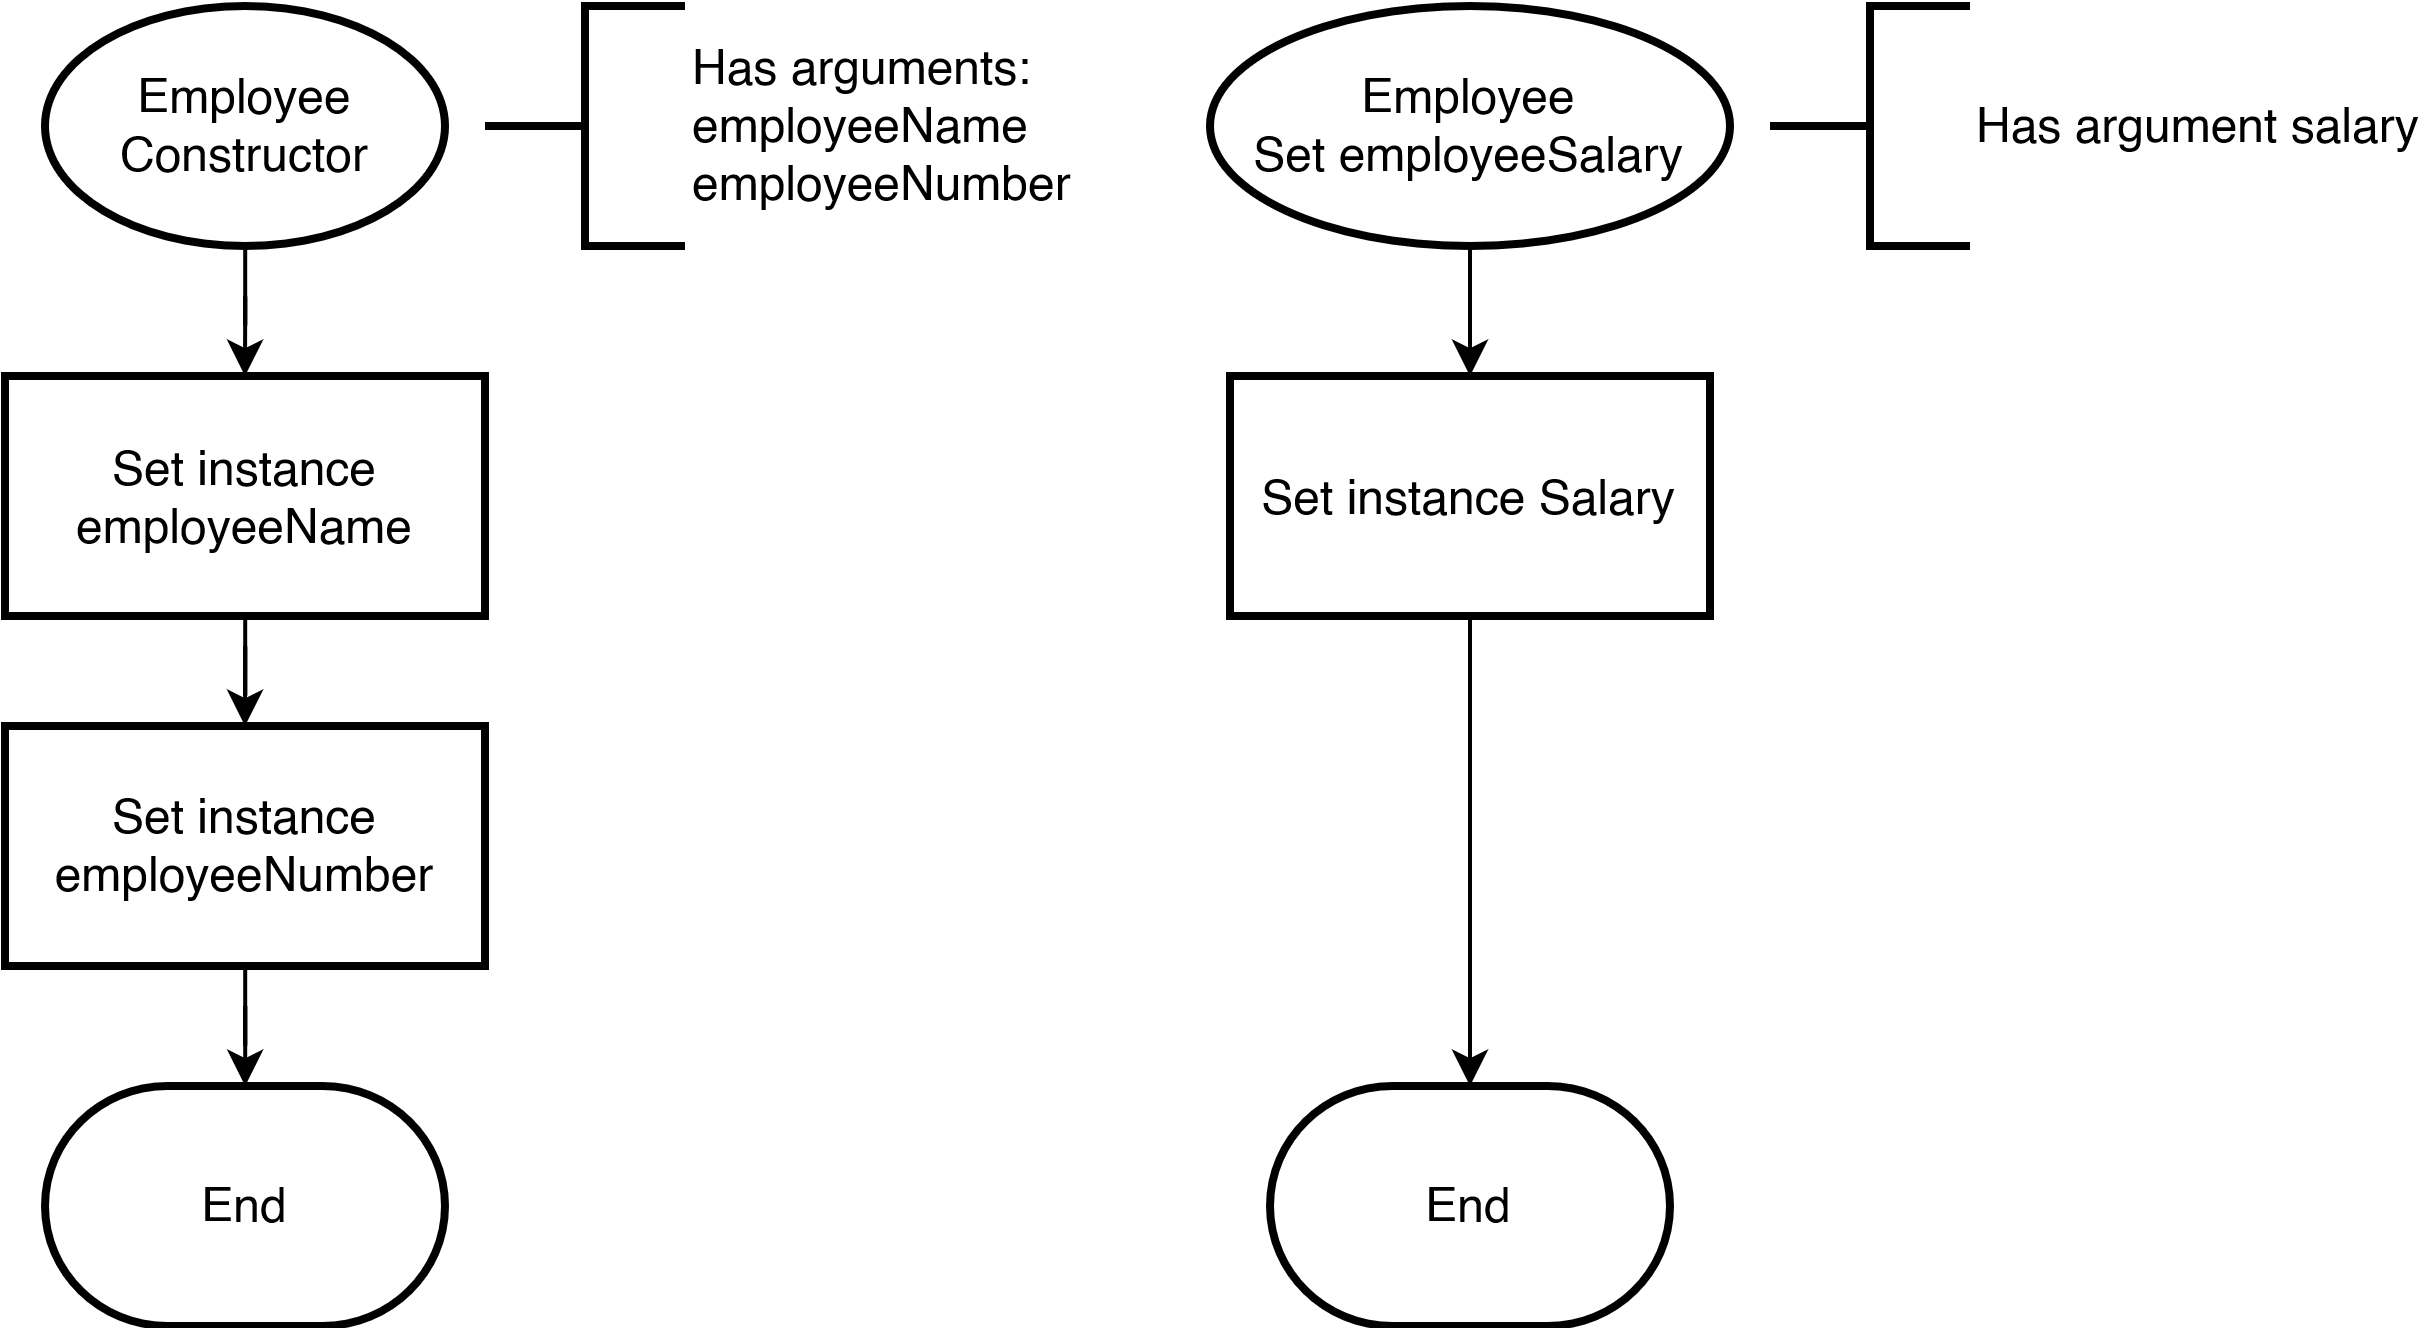 Employee
Constructor
Has arguments:
employeeName
employeeNumber
Set instance
employeeName
Set instance
employeeNumber
End
Employee
Set employeeSalary
Has argument salary
Set instance Salary
End